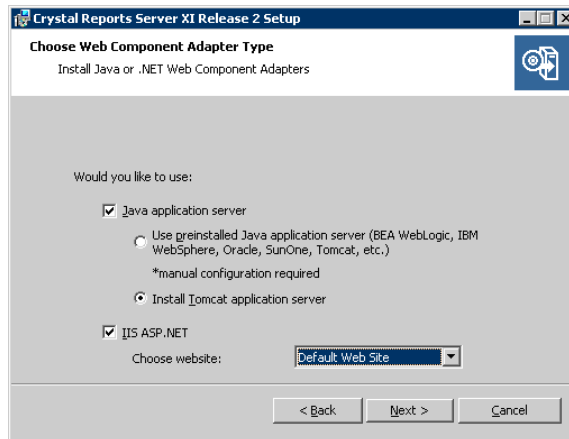 Crystal Reports Server XI Release 2 Setup
Choose Web Component Adapter Type
Install Java or .NET Web Component Adapters
Would you like to use:
Java application server
Use preinstalled Java application server (BEA WebLogic, IBM
WebSphere, Oracle, SunOne, Tomcat, etc.)
*manual configuration required
Install Tomcat application server
IIS ASP.NET
Choose website:
Default Web Site
< Back
Next >
Cancel